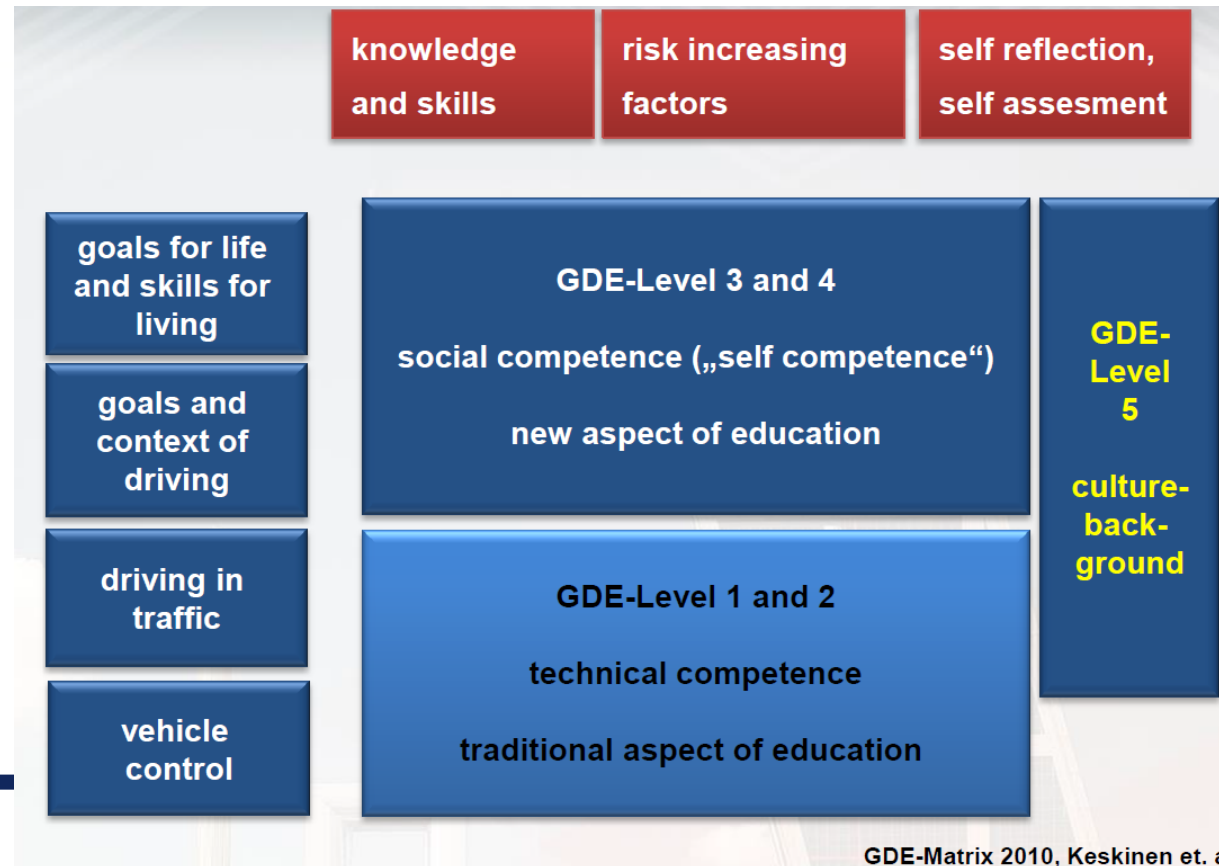 knowledge
and skills
risk increasing
factors
self reflection,
self assesment
goals for life
and skills for
living
goals and
context of
driving
driving in
traffic
vehicle
control
GDE-Level 3 and 4
social competence („self competence“)
new aspect of education
GDE-Level 1 and 2
technical competence
traditional aspect of education
GDE-
Level
5
culture-
back-
ground
GDE-Matrix 2010, Keskinen et.